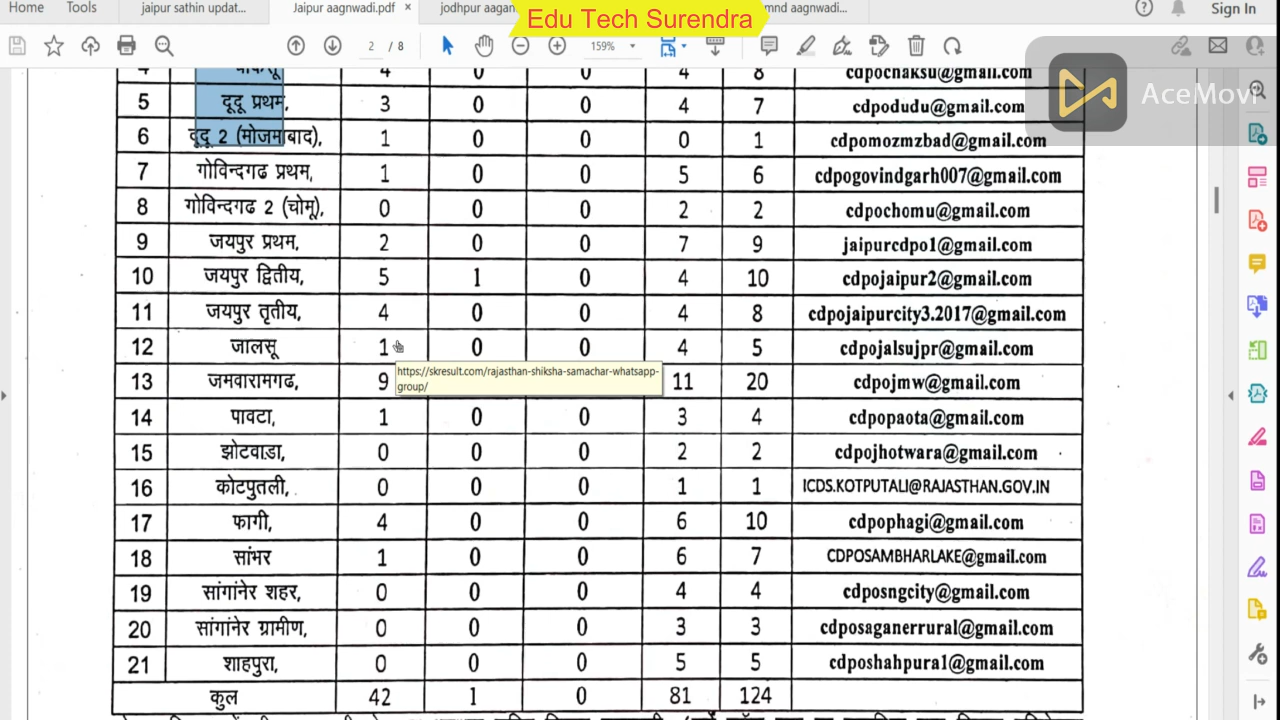 Home Tools jaipur sathin updat... Jaipur aagnwadi.pdf × jodhpur aagan mnd aagnwadi... Sign In
Edu Tech Surendra
2 / 8 159%
AceMovi
4 चाकसू 4 0 0 4 8 cdpochaksu@gmail.com
5 दूदू प्रथम, 3 0 0 4 7 cdpodudu@gmail.com
6 दूदू 2 (मोजमाबाद), 1 0 0 0 1 cdpomozmzbad@gmail.com
7 गोविन्दगढ प्रथम, 1 0 0 5 6 cdpogovindgarh007@gmail.com
8 गोविन्दगढ 2 (चोमू), 0 0 0 2 2 cdpochomu@gmail.com
9 जयपुर प्रथम, 2 0 0 7 9 jaipurcdpo1@gmail.com
10 जयपुर द्वितीय, 5 1 0 4 10 cdpojaipur2@gmail.com
11 जयपुर तृतीय, 4 0 0 4 8 cdpojaipurcity3.2017@gmail.com
12 जालसू 1 0 0 4 5 cdpojalsujpr@gmail.com
https://skresult.com/rajasthan-shiksha-samachar-whatsapp-
group/
13 जमवारामगढ, 9 11 20 cdpojmw@gmail.com
14 पावटा, 1 0 0 3 4 cdpopaota@gmail.com
15 झोटवाडा, 0 0 0 2 2 cdpojhotwara@gmail.com
16 कोटपुतली, 0 0 0 1 1 ICDS.KOTPUTALI@RAJASTHAN.GOV.IN
17 फागी, 4 0 0 6 10 cdpophagi@gmail.com
18 सांभर 1 0 0 6 7 CDPOSAMBHARLAKE@gmail.com
19 सांगांनेर शहर, 0 0 0 4 4 cdposngcity@gmail.com
20 सांगांनेर ग्रामीण, 0 0 0 3 3 cdposaganerrural@gmail.com
21 शाहपुरा, 0 0 0 5 5 cdposhahpura1@gmail.com
कुल 42 1 0 81 124